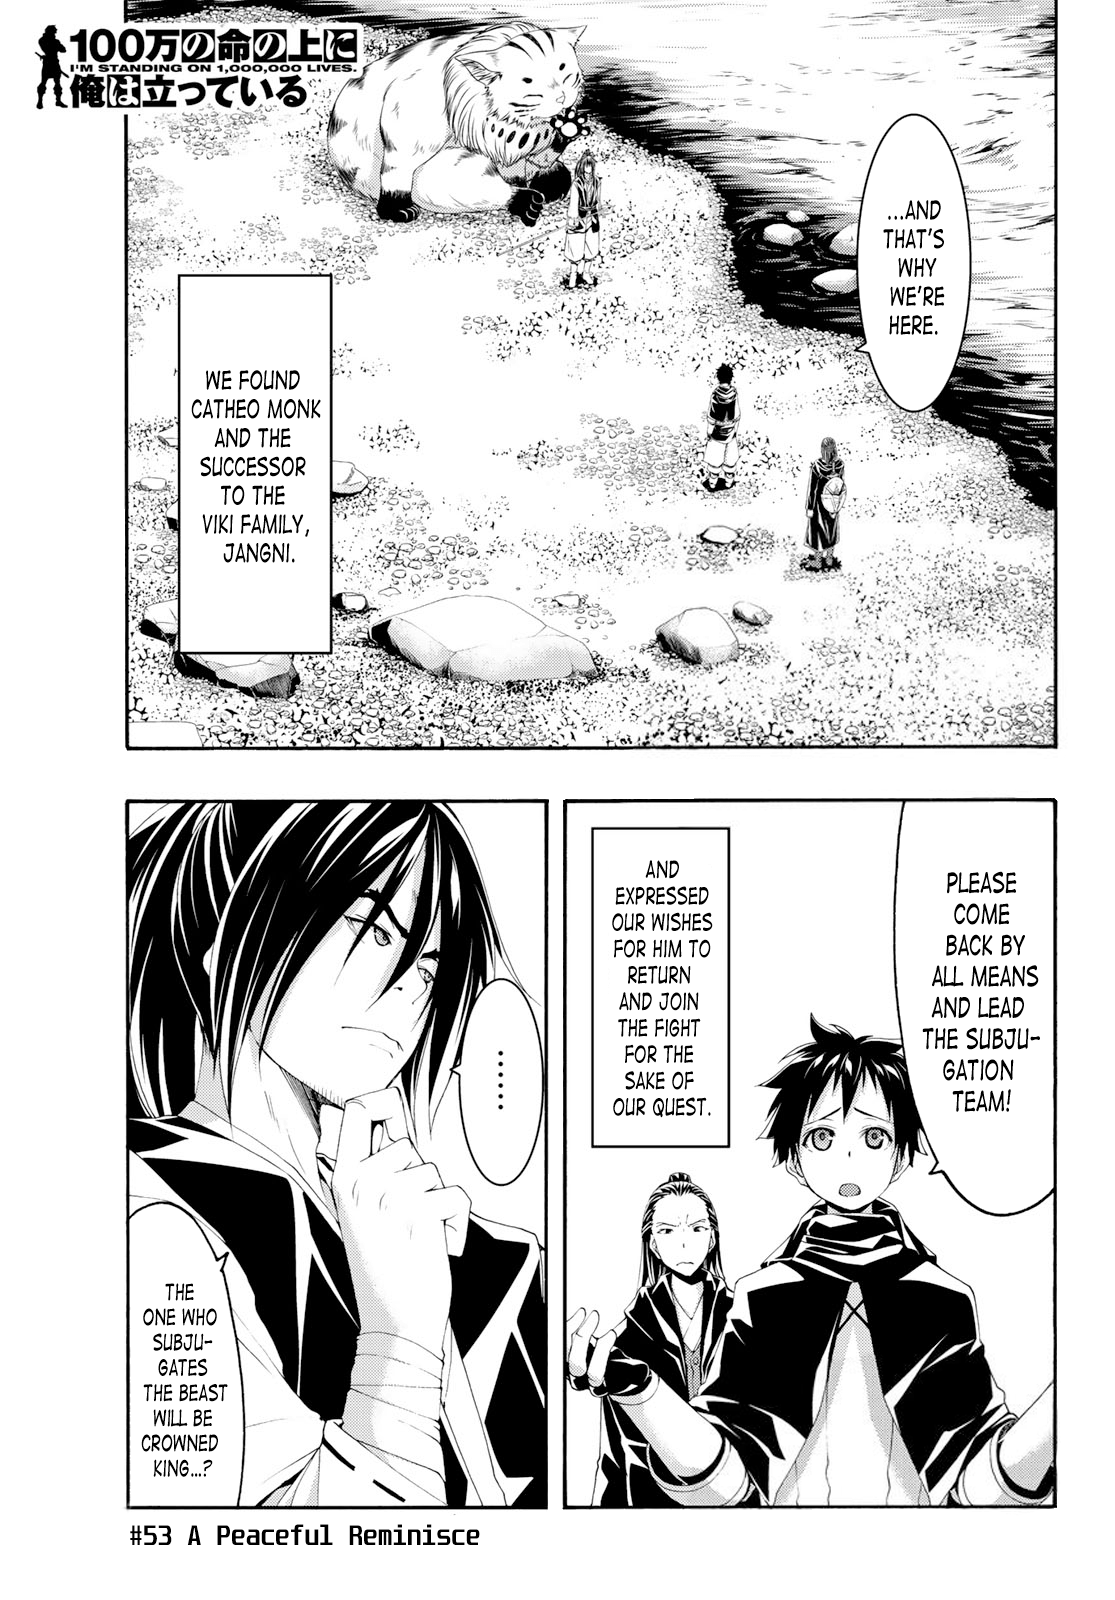 100万の命の上に
I'M STANDING ON 1,000,000 LIVES.
俺は立っている
...AND
THAT'S
WHY
WE'RE
HERE.
WE FOUND
CATHEO MONK
AND THE
SUCCESSOR
TO THE
VIKI FAMILY,
JANGNI.
PLEASE
COME
BACK BY
ALL MEANS
AND LEAD
THE SUBJU-
GATION
TEAM!
AND
EXPRESSED
OUR WISHES
FOR HIM TO
RETURN
AND JOIN
THE FIGHT
FOR THE
SAKE OF
OUR QUEST.
......
THE
ONE WHO
SUBJU-
GATES
THE BEAST
WILL BE
CROWNED
KING...?
#53 A Peaceful Reminisce